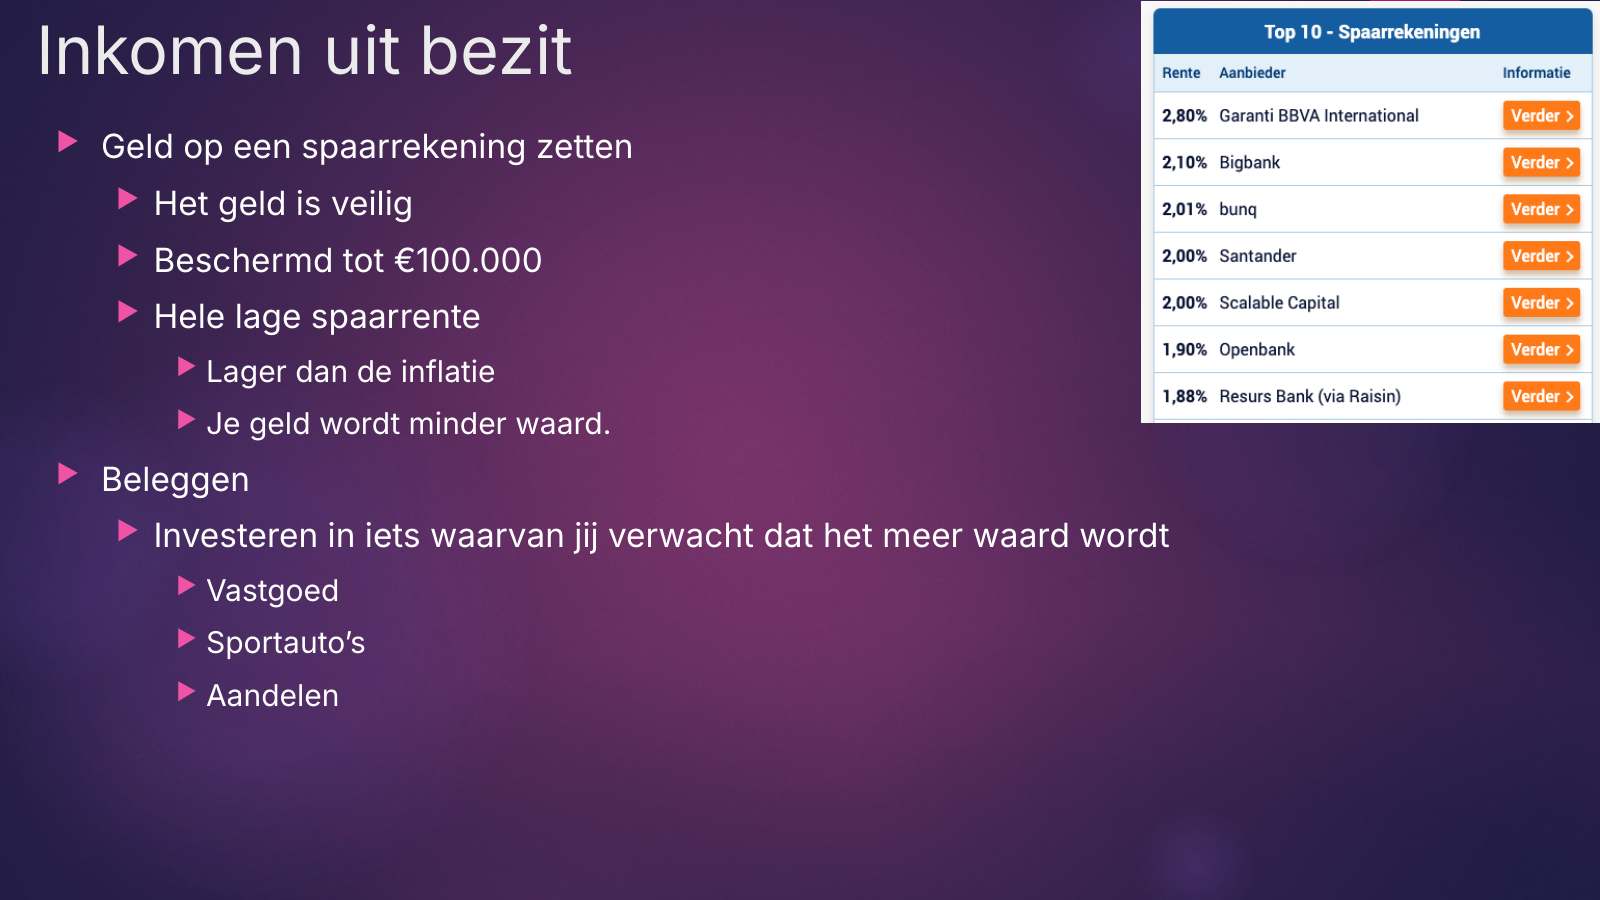 Inkomen uit bezit
Geld op een spaarrekening zetten
Het geld is veilig
Beschermd tot €100.000
Hele lage spaarrente
Lager dan de inflatie
Je geld wordt minder waard.
Beleggen
Investeren in iets waarvan jij verwacht dat het meer waard wordt
Vastgoed
Sportauto’s
Aandelen
Top 10 - Spaarrekeningen
Rente Aanbieder Informatie
2,80% Garanti BBVA International Verder
2,10% Bigbank Verder
2,01% bunq Verder
2,00% Santander Verder
2,00% Scalable Capital Verder
1,90% Openbank Verder
1,88% Resurs Bank (via Raisin) Verder